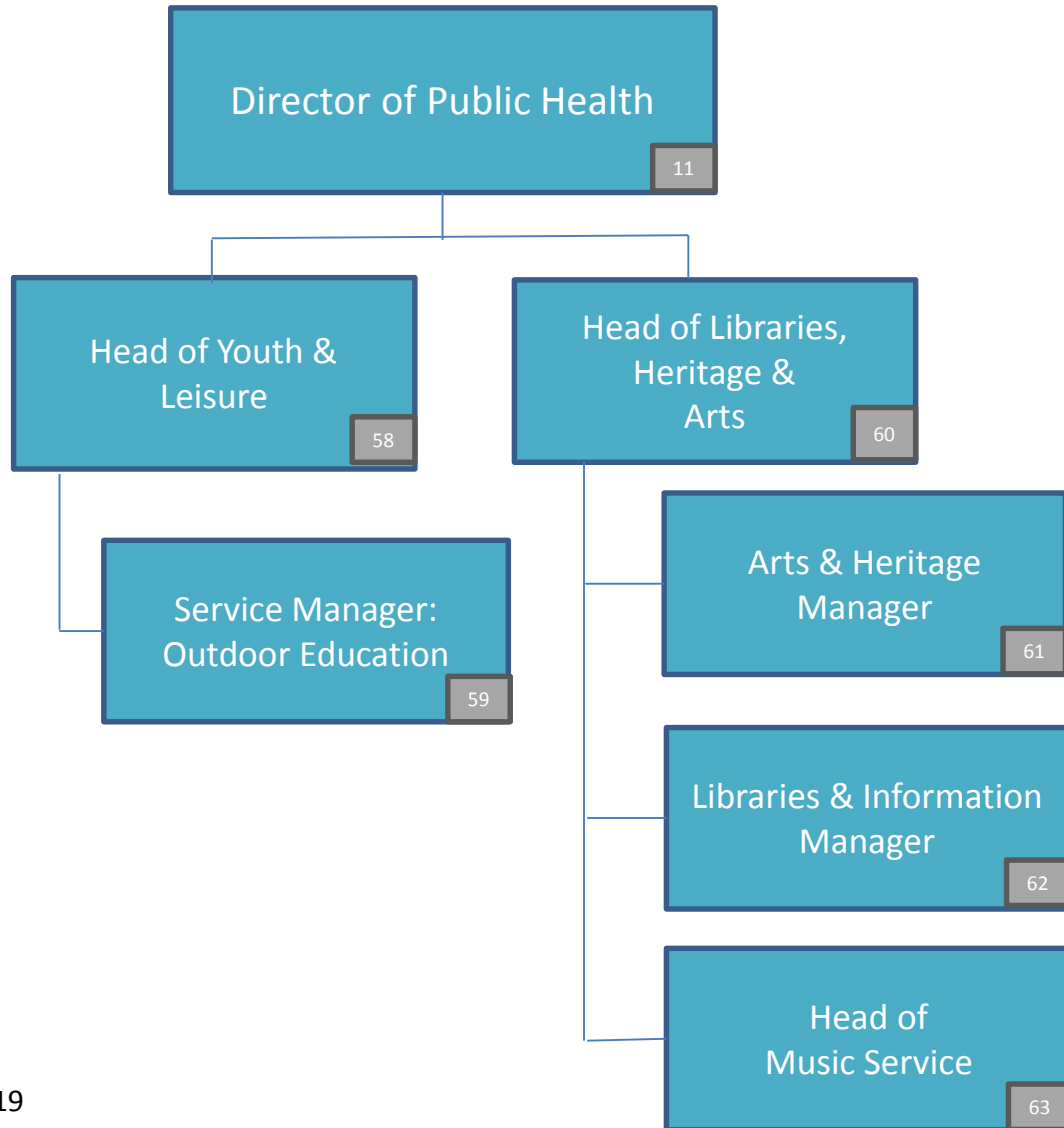 Director of Public Health
11
Head of Youth &
Leisure
58
Head of Libraries,
Heritage &
Arts
60
Service Manager:
Outdoor Education
59
Arts & Heritage
Manager
61
Libraries & Information
Manager
62
Head of
Music Service
63
19